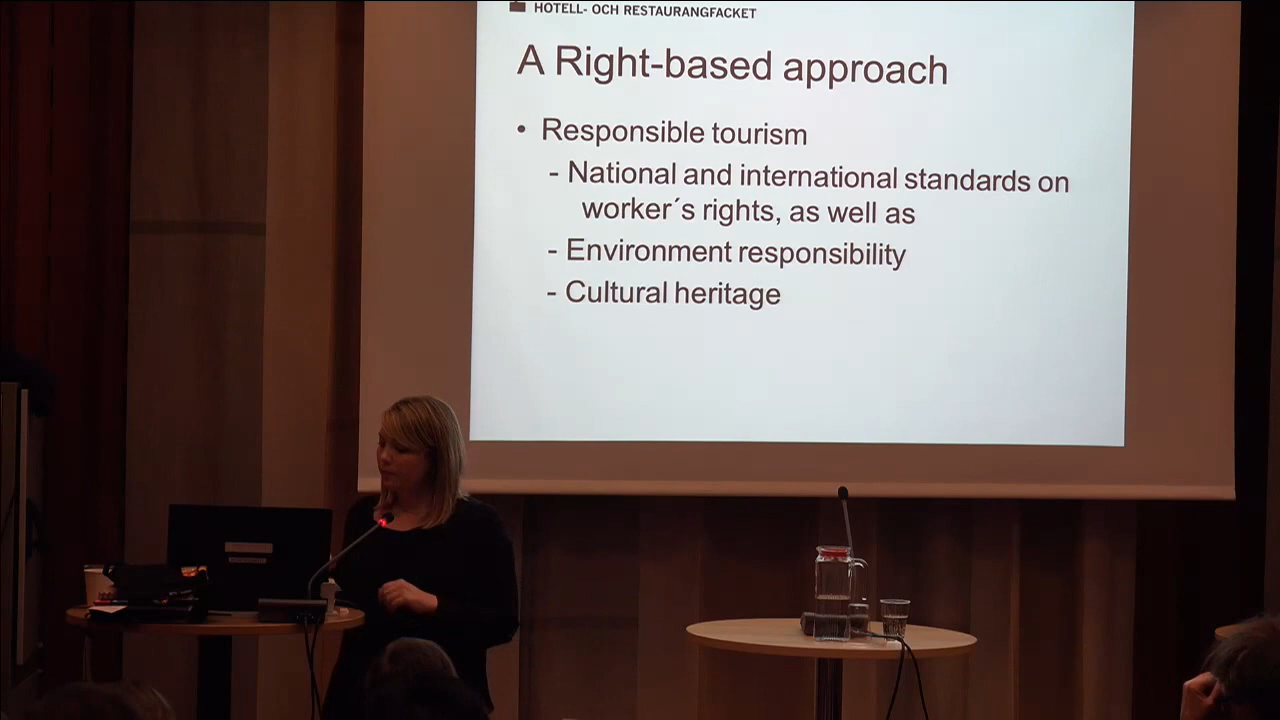 HOTELL- OCH RESTAURANGFACKET
A Right-based approach
• Responsible tourism
- National and international standards on
worker´s rights, as well as
- Environment responsibility
- Cultural heritage